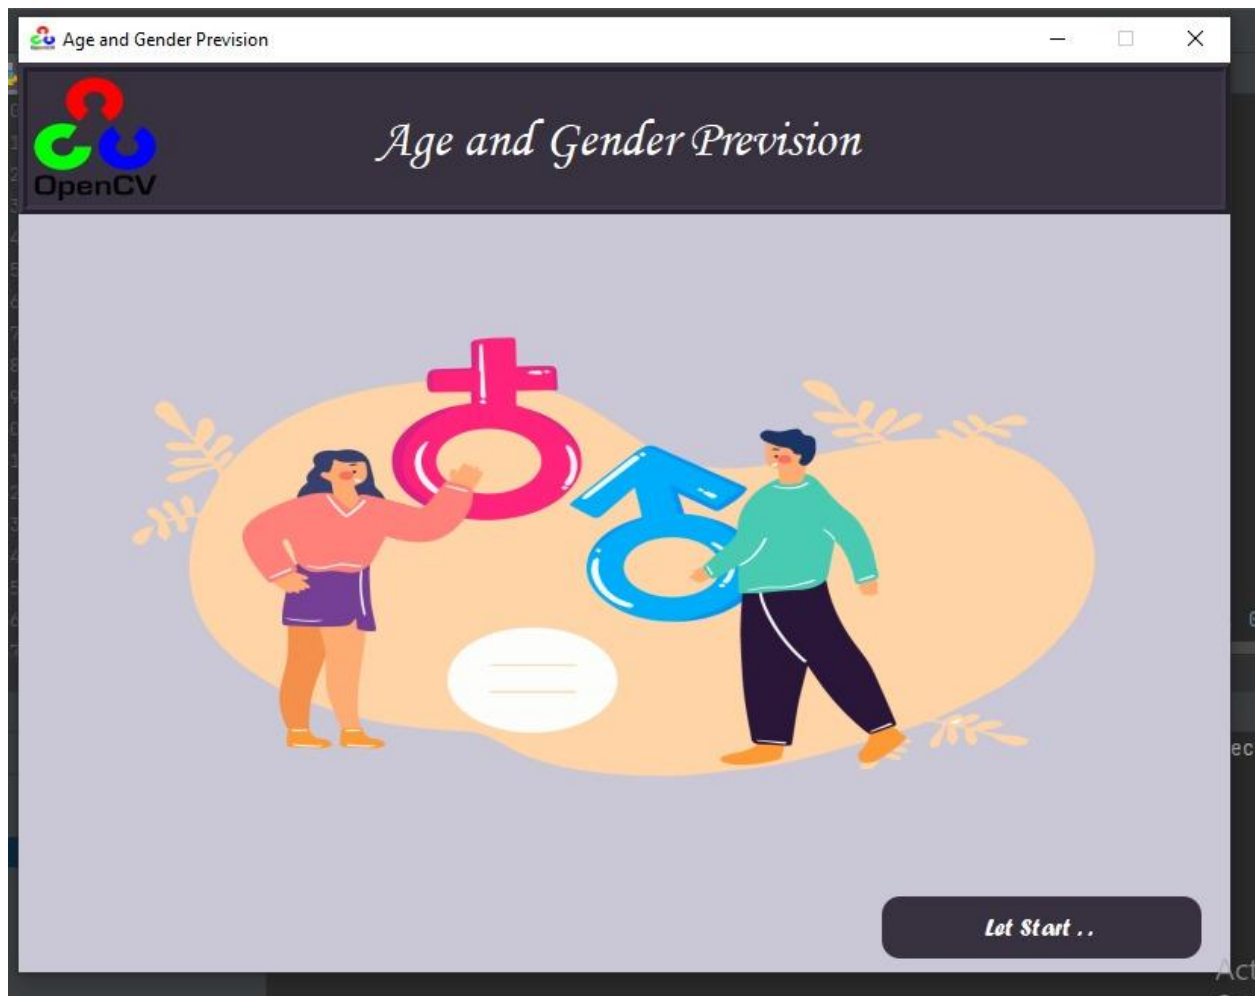 Age and Gender Prevision
OpenCV
Age and Gender Prevision
Let Start . .